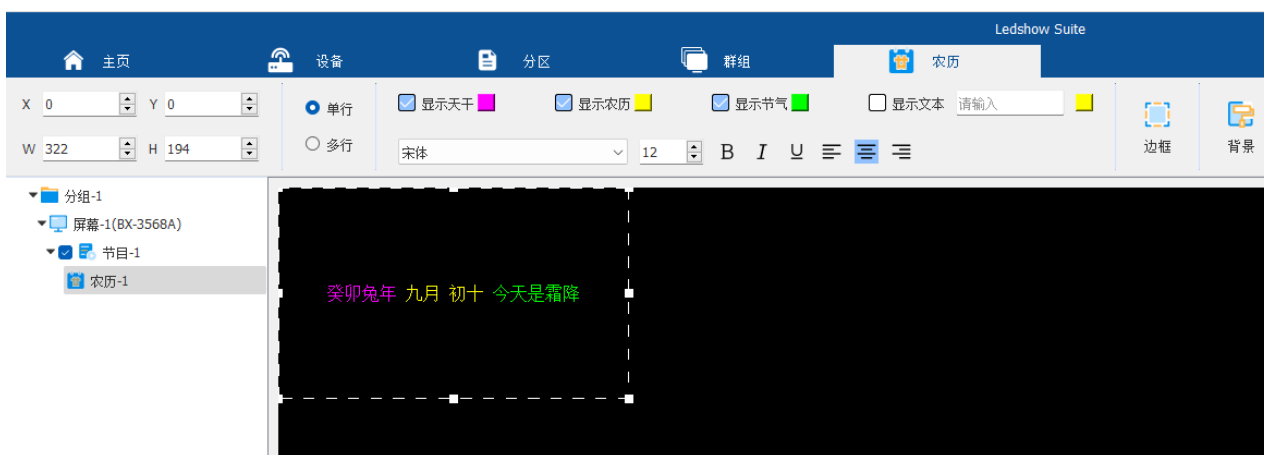 Ledshow Suite
主页 设备 分区 群组 农历
X 0 Y 0 单行 显示天干 显示农历 显示节气 显示文本 请输入
W 322 H 194 多行 宋体 12 B I U 边框 背景
分组-1
屏幕-1(BX-3568A)
节目-1
农历-1
癸卯兔年 九月 初十 今天是霜降